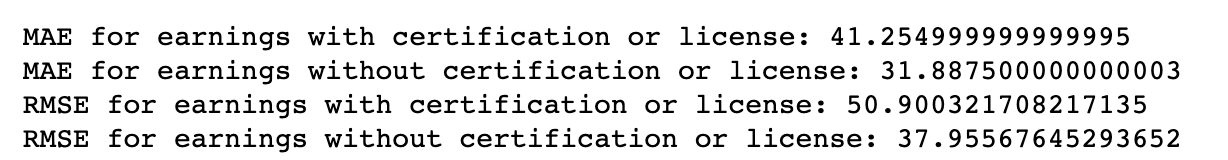 MAE for earnings with certification or license: 41.254999999999995
MAE for earnings without certification or license: 31.887500000000003
RMSE for earnings with certification or license: 50.900321708217135
RMSE for earnings without certification or license: 37.95567645293652